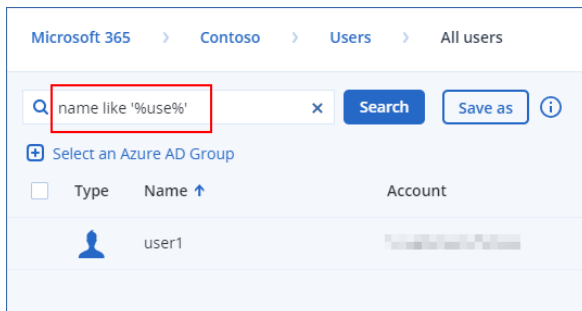 Microsoft 365 > Contoso > Users > All users
name like '%use%' × Search Save as i
Select an Azure AD Group
Type Name ↑ Account
user1